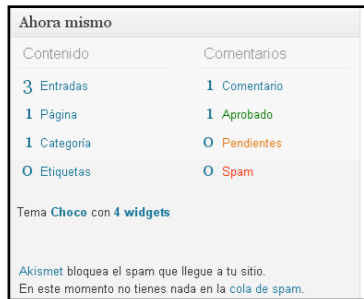 Ahora mismo
Contenido
Comentarios
3 Entradas
1 Comentario
1 Página
1 Aprobado
1 Categoría
0 Pendientes
0 Etiquetas
0 Spam
Tema Choco con 4 widgets
Akismet bloquea el spam que llegue a tu sitio.
En este momento no tienes nada en la cola de spam.